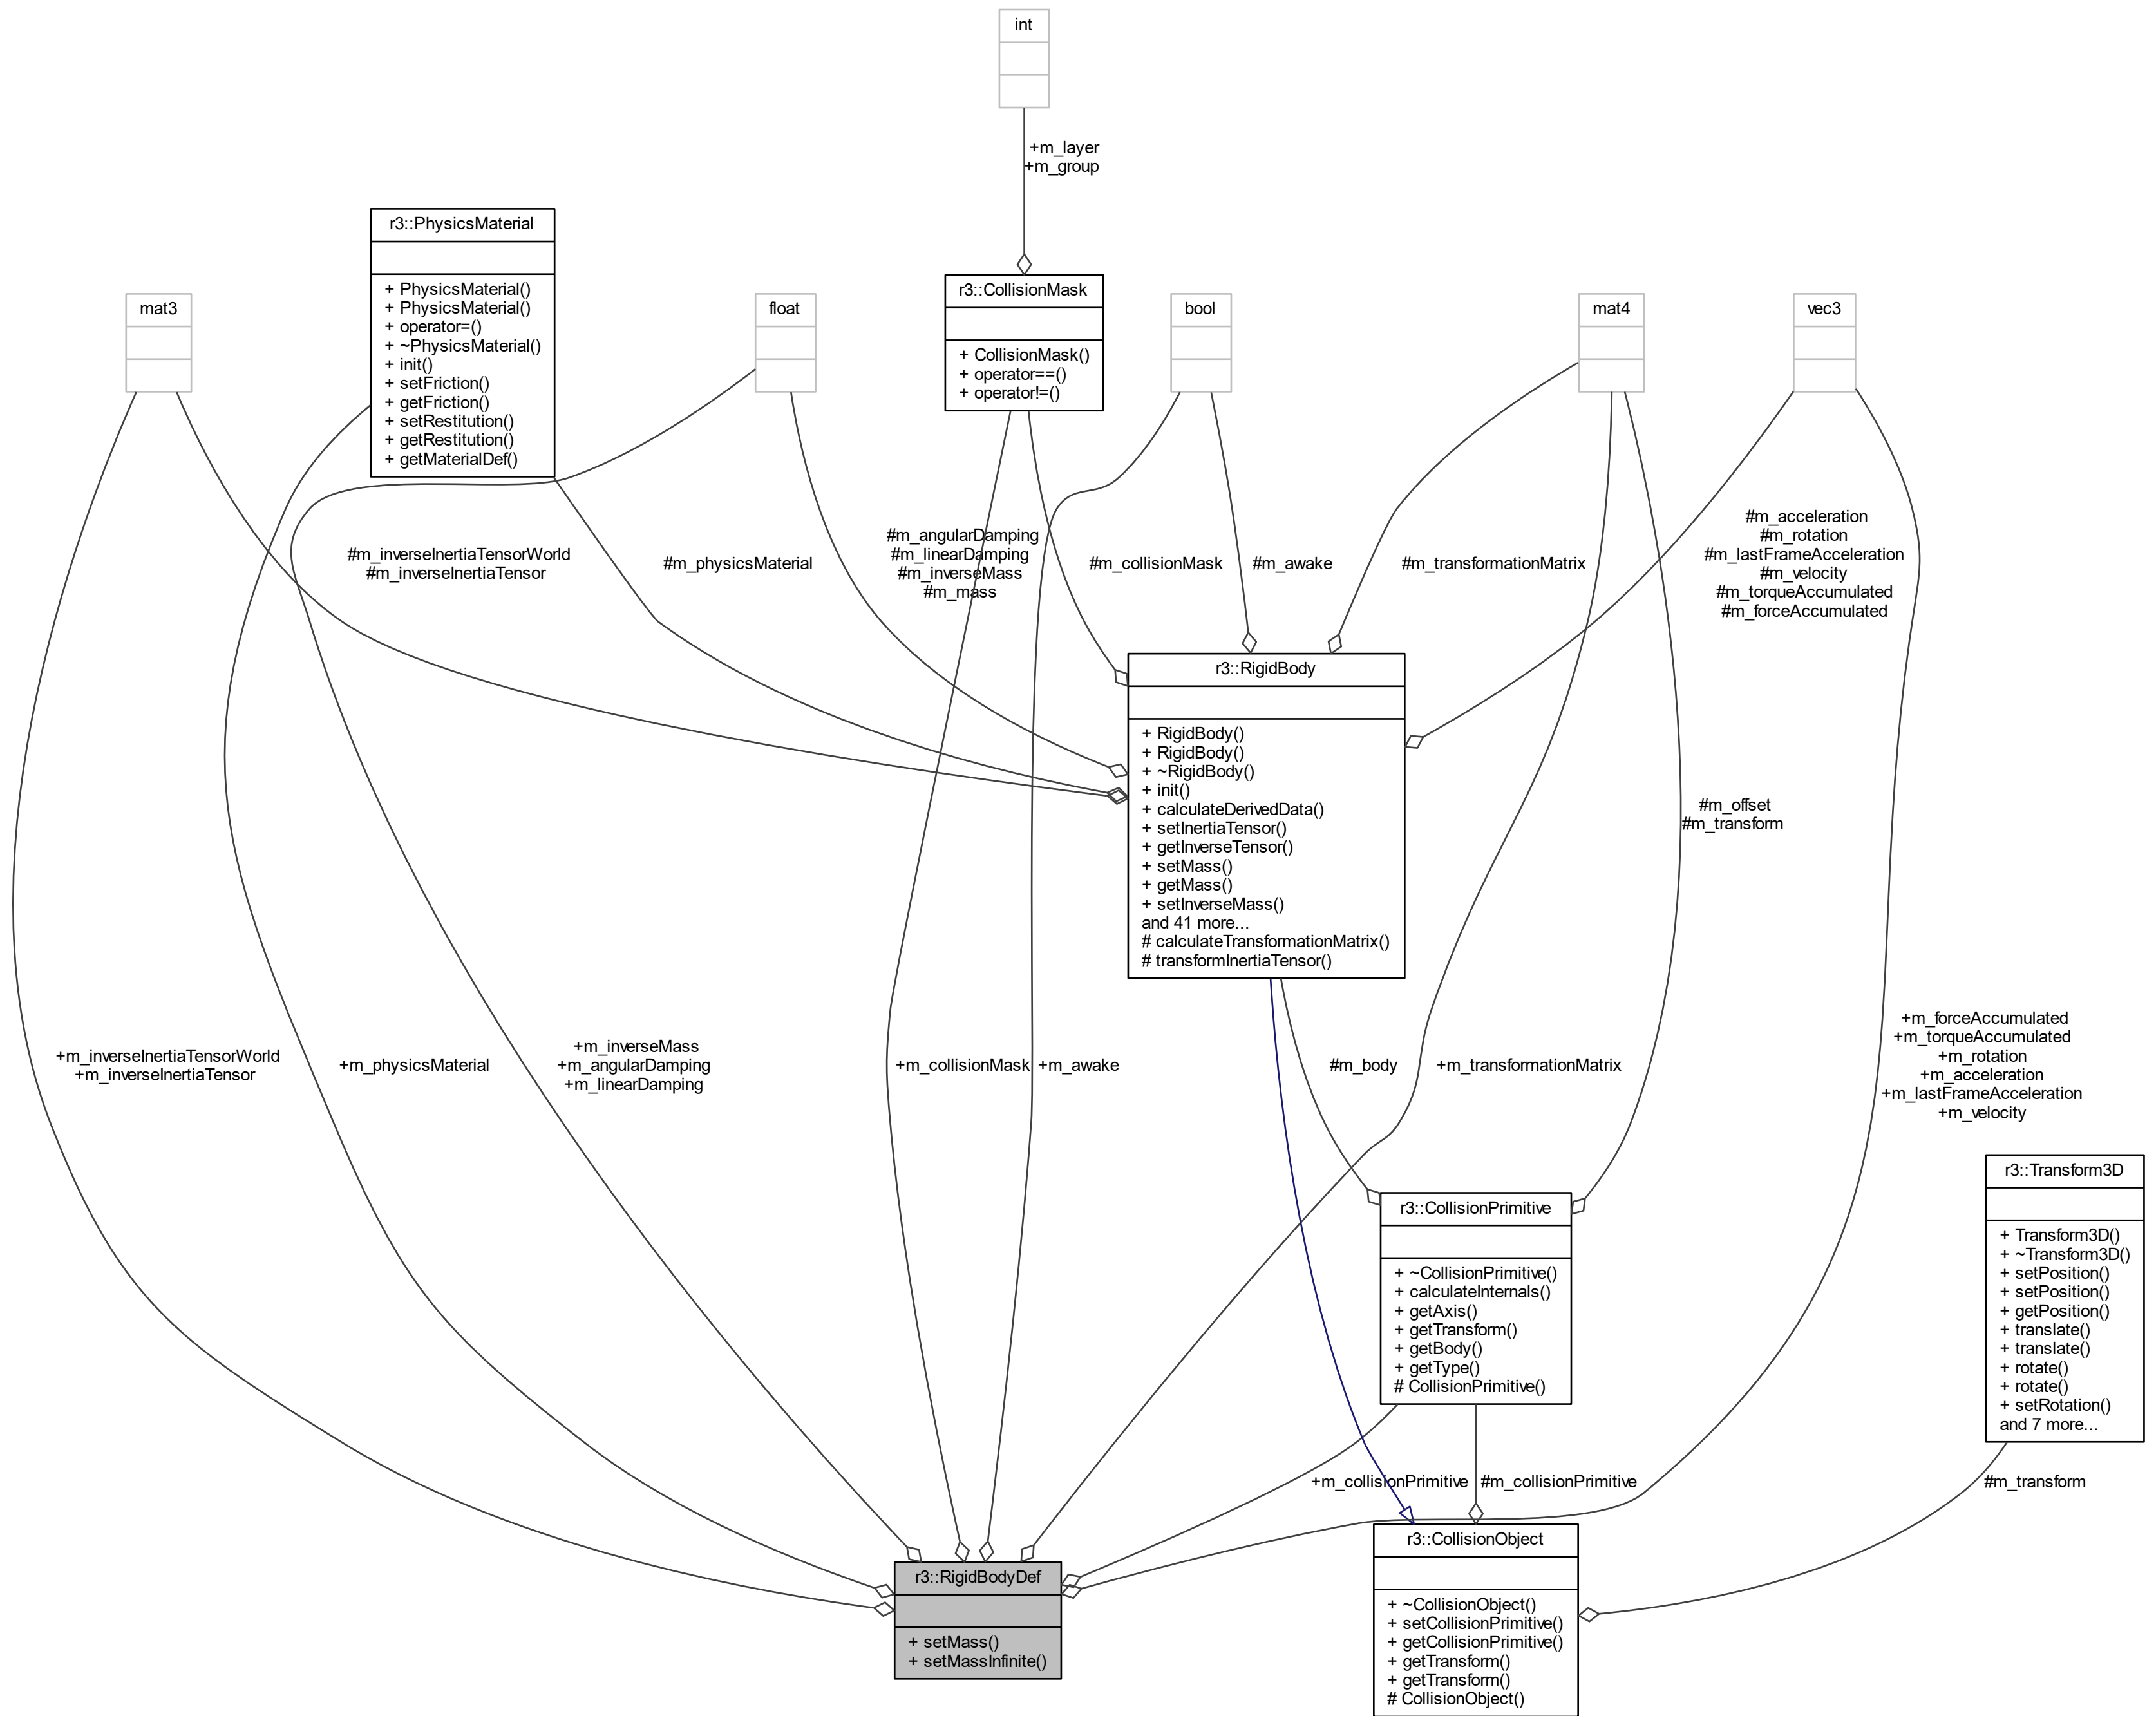 int
+m_layer
+m_group
r3::PhysicsMaterial
+ PhysicsMaterial()
+ PhysicsMaterial()
+ operator=()
+ ~PhysicsMaterial()
+ init()
+ setFriction()
+ getFriction()
+ setRestitution()
+ getRestitution()
+ getMaterialDef()
r3::CollisionMask
+ CollisionMask()
+ operator==()
+ operator!=()
mat3
float
bool
mat4
vec3
#m_inverseInertiaTensorWorld
#m_inverseInertiaTensor
#m_physicsMaterial
#m_angularDamping
#m_linearDamping
#m_inverseMass
#m_mass
#m_collisionMask
#m_awake
#m_transformationMatrix
#m_acceleration
#m_rotation
#m_lastFrameAcceleration
#m_velocity
#m_torqueAccumulated
#m_forceAccumulated
r3::RigidBody
+ RigidBody()
+ RigidBody()
+ ~RigidBody()
+ init()
+ calculateDerivedData()
+ setInertiaTensor()
+ getInverseTensor()
+ setMass()
+ getMass()
+ setInverseMass()
and 41 more...
# calculateTransformationMatrix()
# transformInertiaTensor()
#m_offset
#m_transform
+m_inverseInertiaTensorWorld
+m_inverseInertiaTensor
+m_physicsMaterial
+m_inverseMass
+m_angularDamping
+m_linearDamping
+m_collisionMask
+m_awake
#m_body
+m_transformationMatrix
+m_forceAccumulated
+m_torqueAccumulated
+m_rotation
+m_acceleration
+m_lastFrameAcceleration
+m_velocity
r3::CollisionPrimitive
+ ~CollisionPrimitive()
+ calculateInternals()
+ getAxis()
+ getTransform()
+ getBody()
+ getType()
# CollisionPrimitive()
r3::Transform3D
+ Transform3D()
+ ~Transform3D()
+ setPosition()
+ setPosition()
+ getPosition()
+ translate()
+ translate()
+ rotate()
+ rotate()
+ setRotation()
and 7 more...
+m_collisionPrimitive
#m_collisionPrimitive
#m_transform
r3::RigidBodyDef
+ setMass()
+ setMassInfinite()
r3::CollisionObject
+ ~CollisionObject()
+ setCollisionPrimitive()
+ getCollisionPrimitive()
+ getTransform()
+ getTransform()
# CollisionObject()